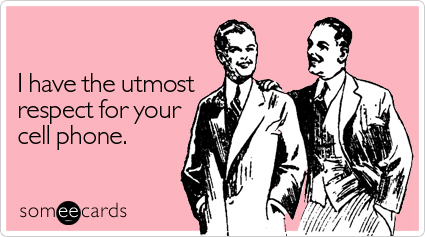 I have the utmost
respect for your
cell phone.
someecards